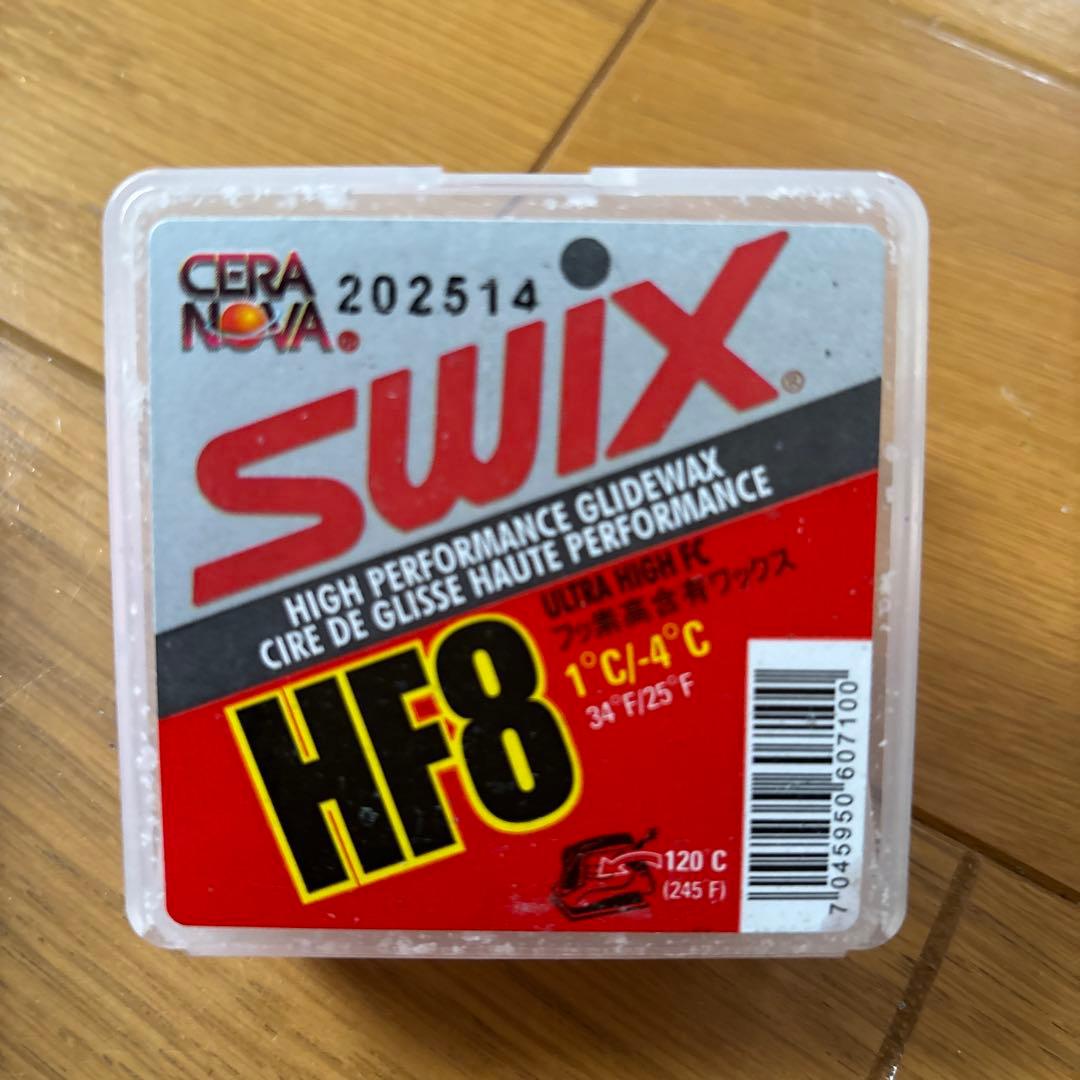 CERA
NOVA®
202514
SWIX®
HIGH PERFORMANCE GLIDEWAX
CIRE DE GLISSE HAUTE PERFORMANCE
ULTRA HIGH FC
フッ素高含有ワックス
HF8
1°C/-4°C
34°F/25°F
120°C
(245°F)
7 045950 607100